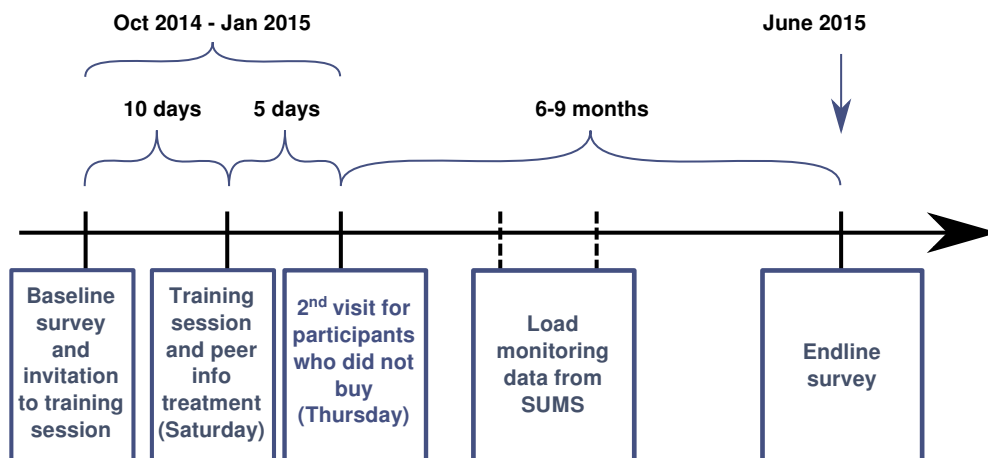 Oct 2014 - Jan 2015
June 2015
10 days
5 days
6-9 months
Baseline
survey
and
invitation
to training
session
Training
session
and peer
info
treatment
(Saturday)
2nd visit for
participants
who did not
buy
(Thursday)
Load
monitoring
data from
SUMS
Endline
survey